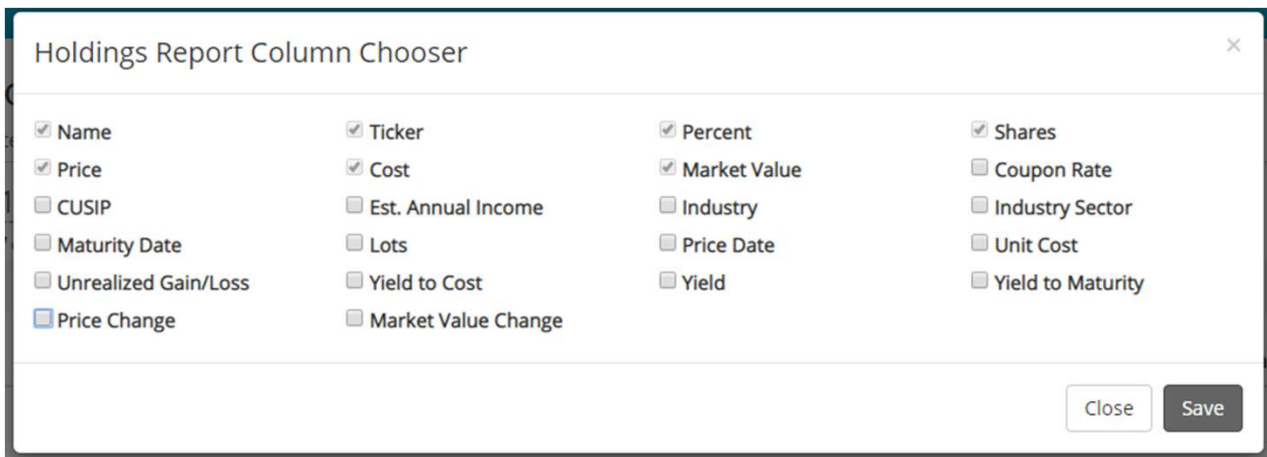 Holdings Report Column Chooser ×
Name Ticker Percent Shares
Price Cost Market Value Coupon Rate
CUSIP Est. Annual Income Industry Industry Sector
Maturity Date Lots Price Date Unit Cost
Unrealized Gain/Loss Yield to Cost Yield Yield to Maturity
Price Change Market Value Change
Close Save